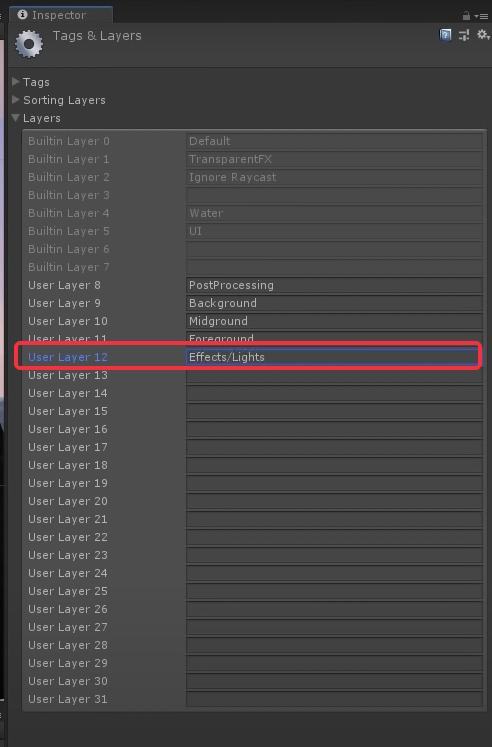 Inspector
Tags & Layers
Tags
Sorting Layers
Layers
Builtin Layer 0 Default
Builtin Layer 1 TransparentFX
Builtin Layer 2 Ignore Raycast
Builtin Layer 3
Builtin Layer 4 Water
Builtin Layer 5 UI
Builtin Layer 6
Builtin Layer 7
User Layer 8 PostProcessing
User Layer 9 Background
User Layer 10 Midground
User Layer 11 Foreground
User Layer 12 Effects/Lights
User Layer 13
User Layer 14
User Layer 15
User Layer 16
User Layer 17
User Layer 18
User Layer 19
User Layer 20
User Layer 21
User Layer 22
User Layer 23
User Layer 24
User Layer 25
User Layer 26
User Layer 27
User Layer 28
User Layer 29
User Layer 30
User Layer 31